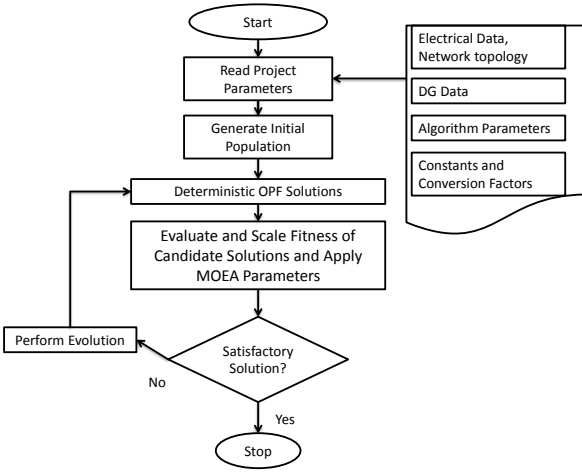 Start
Read Project
Parameters
Electrical Data,
Network topology
DG Data
Algorithm Parameters
Constants and
Conversion Factors
Generate Initial
Population
Deterministic OPF Solutions
Evaluate and Scale Fitness of
Candidate Solutions and Apply
MOEA Parameters
Perform Evolution
Satisfactory
Solution?
No
Yes
Stop